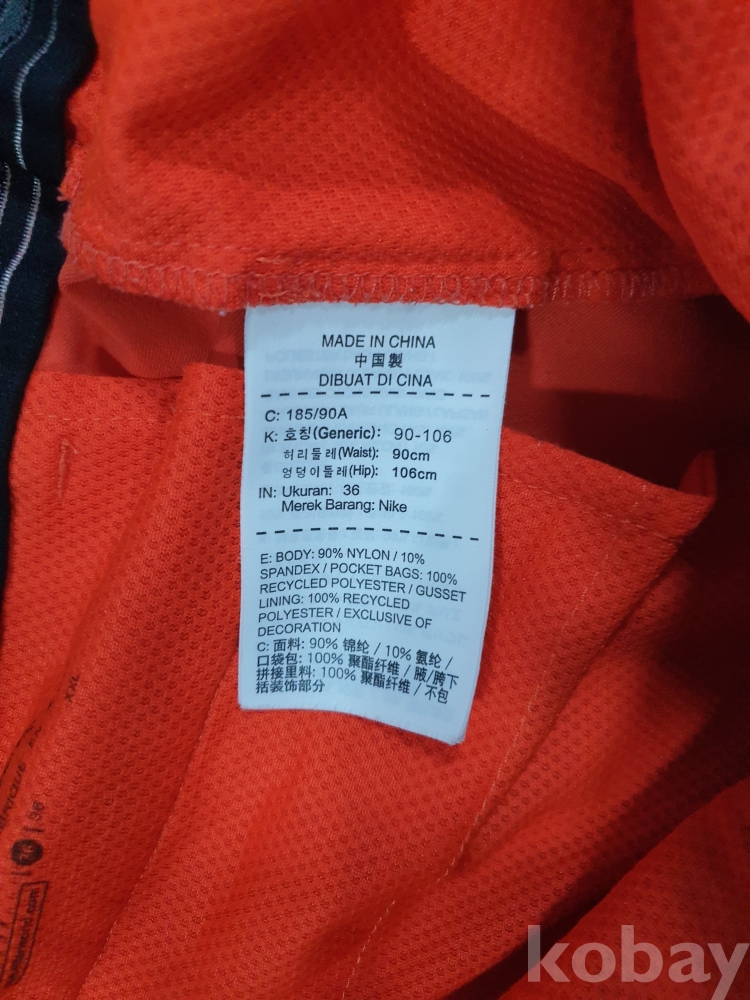 MADE IN CHINA
中国製
DIBUAT DI CINA
C: 185/90A
K: 호칭(Generic): 90-106
허리둘레(Waist): 90cm
엉덩이둘레(Hip): 106cm
IN: Ukuran: 36
Merek Barang: Nike
E: BODY: 90% NYLON / 10%
SPANDEX / POCKET BAGS: 100%
RECYCLED POLYESTER / GUSSET
LINING: 100% RECYCLED
POLYESTER / EXCLUSIVE OF
DECORATION
C: 面料: 90% 锦纶 / 10% 氨纶 /
口袋包: 100% 聚酯纤维 / 腋/胯下
拼接里料: 100% 聚酯纤维 / 不包
括装饰部分
XXL
36
kobay